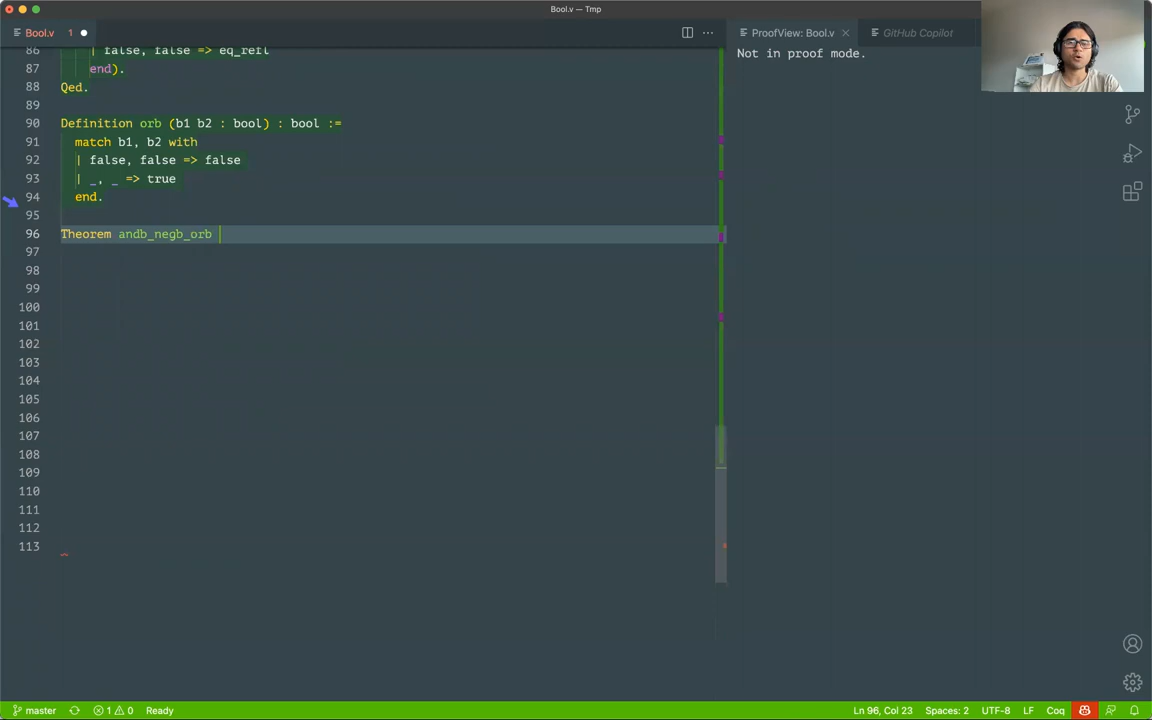 Bool.v — Tmp
Bool.v 1
ProofView: Bool.v
GitHub Copilot
Not in proof mode.
86 | false, false => eq_refl
87 end).
88 Qed.
89
90 Definition orb (b1 b2 : bool) : bool :=
91 match b1, b2 with
92 | false, false => false
93 | _, _ => true
94 end.
95
96 Theorem andb_negb_orb
97
98
99
100
101
102
103
104
105
106
107
108
109
110
111
112
113
master 1 0 Ready Ln 96, Col 23 Spaces: 2 UTF-8 LF Coq